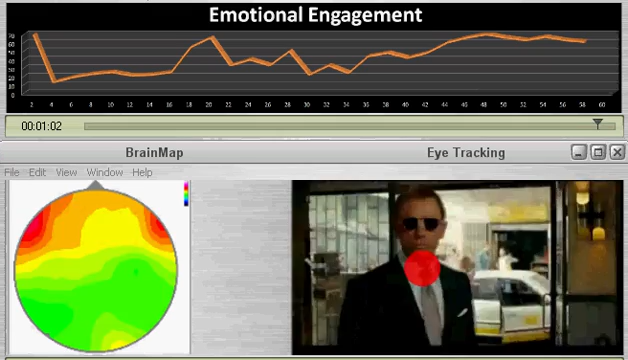 Emotional Engagement
70
60
50
40
30
20
10
0
2 4 6 8 10 12 14 16 18 20 22 24 26 28 30 32 34 36 38 40 42 44 46 48 50 52 54 56 58 60
00:01:02
BrainMap Eye Tracking
File Edit View Window Help